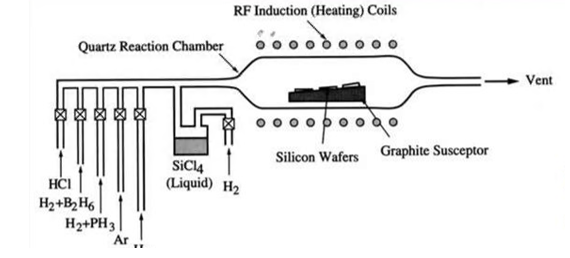 RF Induction (Heating) Coils
Quartz Reaction Chamber
Vent
Silicon Wafers
Graphite Susceptor
SiCl4
(Liquid)
H2
HCl
H2+B2H6
H2+PH3
Ar